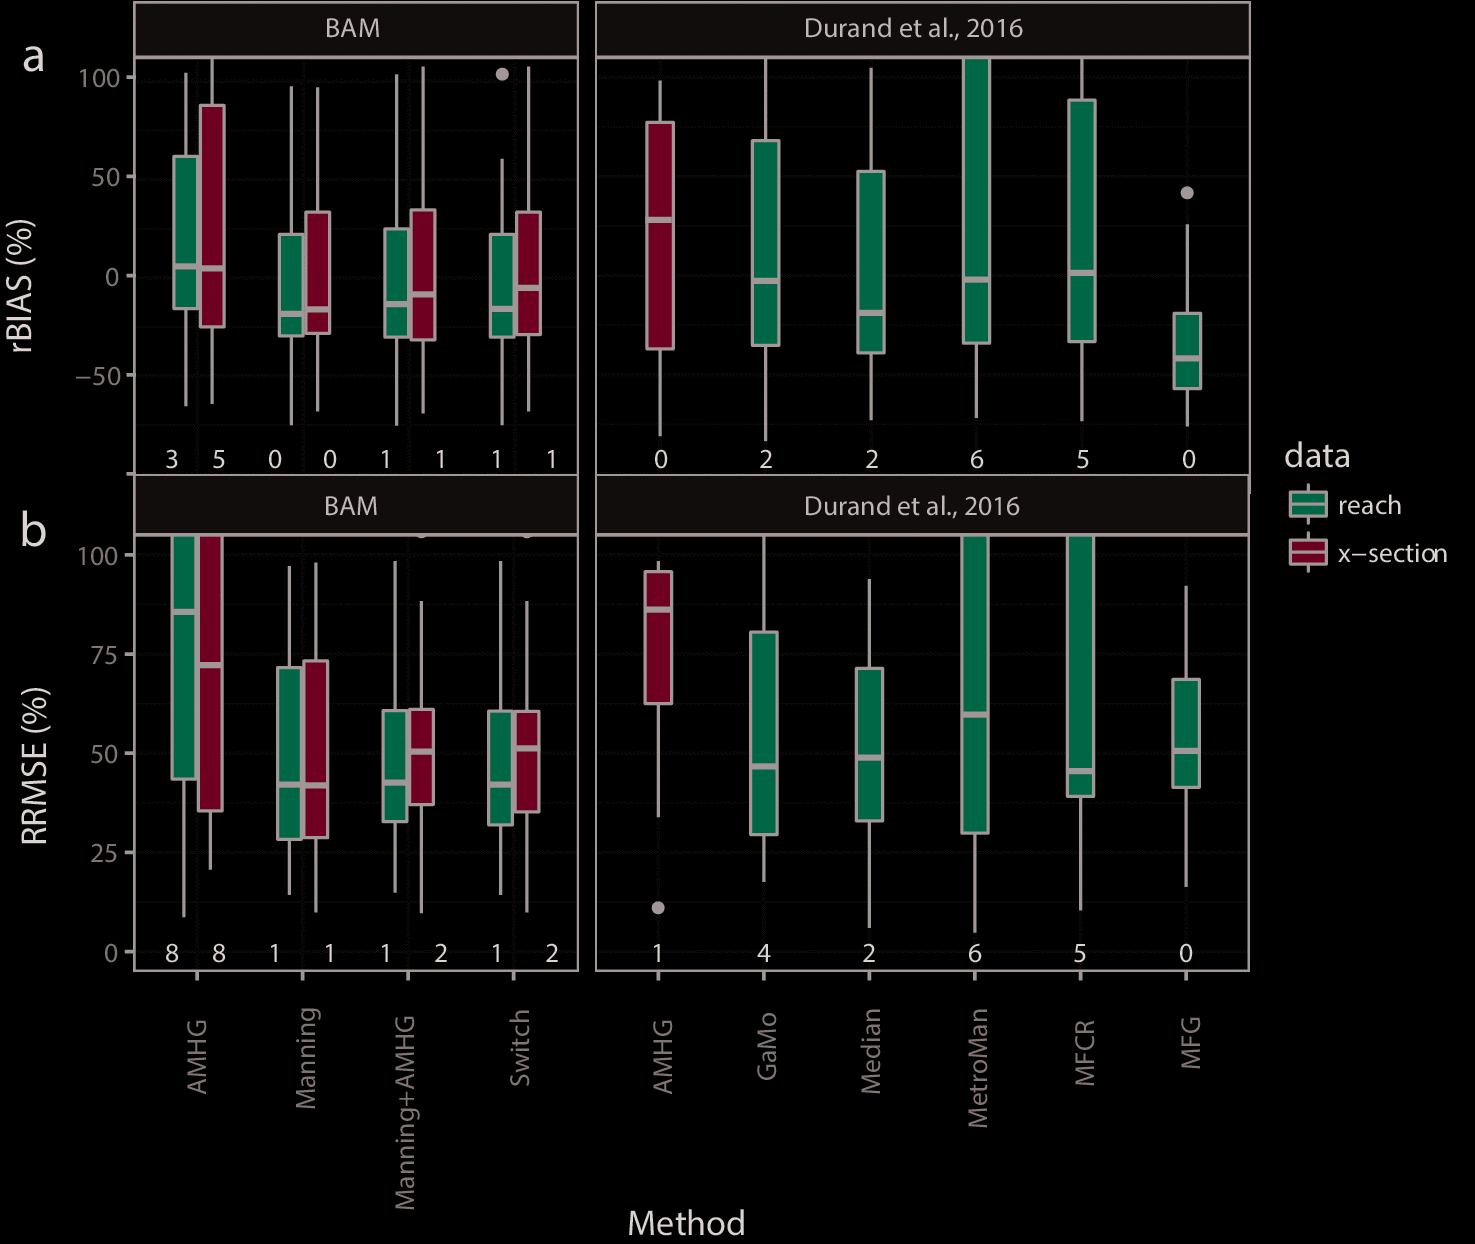 BAM
Durand et al., 2016
a
rBIAS (%)
100
50
0
−50
3 5 0 0 1 1 1 1
0 2 2 6 5 0
BAM
Durand et al., 2016
b
RRMSE (%)
100
75
50
25
0
8 8 1 1 1 2 1 2
1 4 2 6 5 0
AMHG
Manning
Manning+AMHG
Switch
AMHG
GaMo
Median
MetroMan
MFCR
MFG
Method
data
reach
x−section